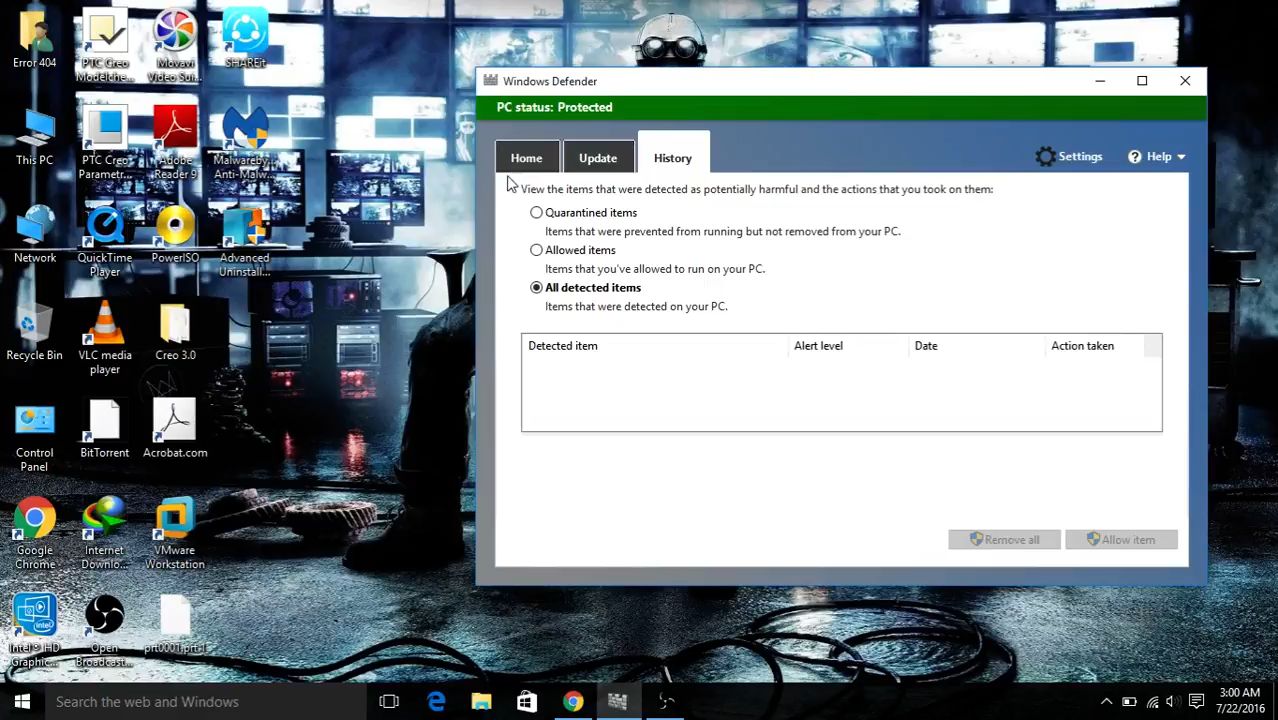 Error 404
PTC Creo
Modelche...
Movavi
Video Sui...
SHAREit
This PC
PTC Creo
Parametr...
Adobe
Reader 9
Malwareby...
Anti-Malw...
Network
QuickTime
Player
PowerISO
Advanced
Uninstall...
Recycle Bin
VLC media
player
Creo 3.0
Control
Panel
BitTorrent
Acrobat.com
Google
Chrome
Internet
Downlo...
VMware
Workstation
Intel® HD
Graphic...
Open
Broadcast...
prt0001.prt.1
Windows Defender
PC status: Protected
Home
Update
History
Settings
Help
View the items that were detected as potentially harmful and the actions that you took on them:
Quarantined items
Items that were prevented from running but not removed from your PC.
Allowed items
Items that you've allowed to run on your PC.
All detected items
Items that were detected on your PC.
Detected item Alert level Date Action taken
Remove all
Allow item
Search the web and Windows
3:00 AM
7/22/2016